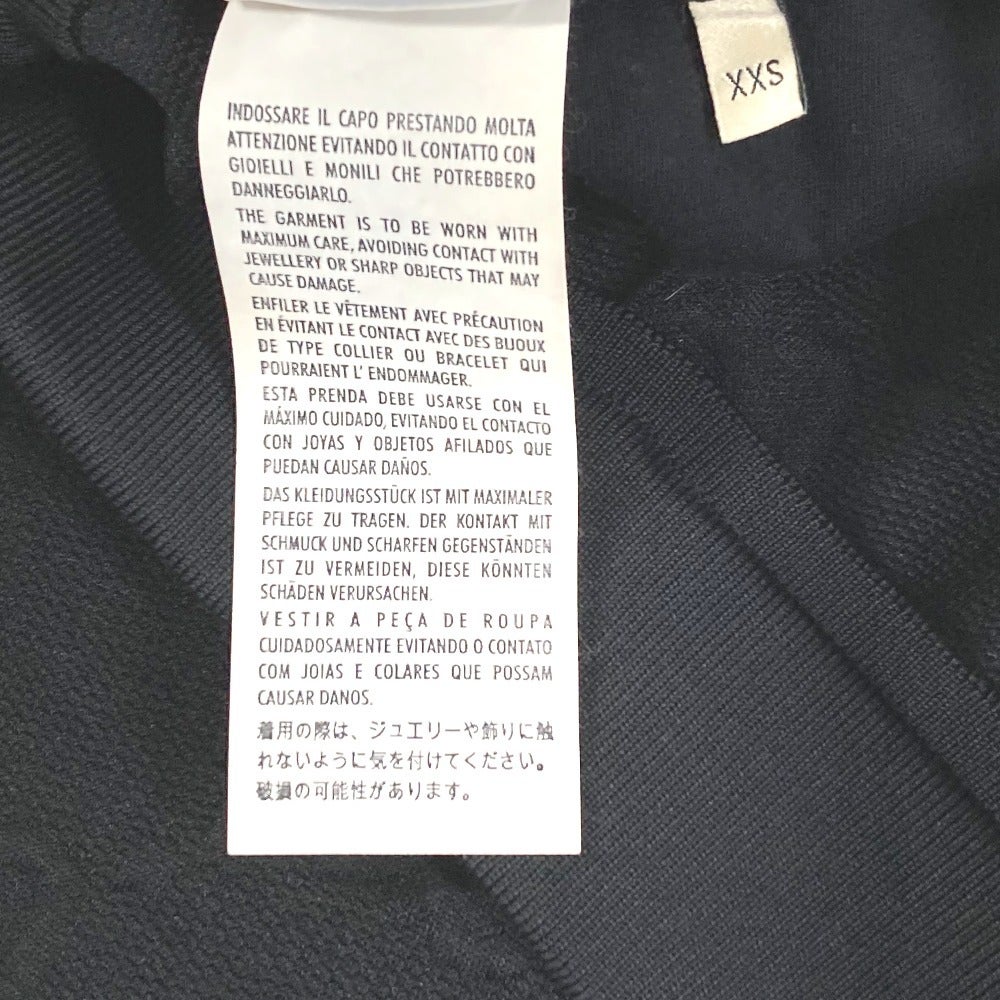 XXS
INDOSSARE IL CAPO PRESTANDO MOLTA
ATTENZIONE EVITANDO IL CONTATTO CON
GIOIELLI E MONILI CHE POTREBBERO
DANNEGGIARLO.
THE GARMENT IS TO BE WORN WITH
MAXIMUM CARE, AVOIDING CONTACT WITH
JEWELLERY OR SHARP OBJECTS THAT MAY
CAUSE DAMAGE.
ENFILER LE VÊTEMENT AVEC PRÉCAUTION
EN ÉVITANT LE CONTACT AVEC DES BIJOUX
DE TYPE COLLIER OU BRACELET QUI
POURRAIENT L' ENDOMMAGER.
ESTA PRENDA DEBE USARSE CON EL
MÁXIMO CUIDADO, EVITANDO EL CONTACTO
CON JOYAS Y OBJETOS AFILADOS QUE
PUEDAN CAUSAR DAÑOS.
DAS KLEIDUNGSSTÜCK IST MIT MAXIMALER
PFLEGE ZU TRAGEN. DER KONTAKT MIT
SCHMUCK UND SCHARFEN GEGENSTÄNDEN
IST ZU VERMEIDEN, DIESE KÖNNTEN
SCHÄDEN VERURSACHEN.
VESTIR A PEÇA DE ROUPA
CUIDADOSAMENTE EVITANDO O CONTATO
COM JOIAS E COLARES QUE POSSAM
CAUSAR DANOS.
着用の際は、ジュエリーや飾りに触
れないように気を付けてください。
破損の可能性があります。